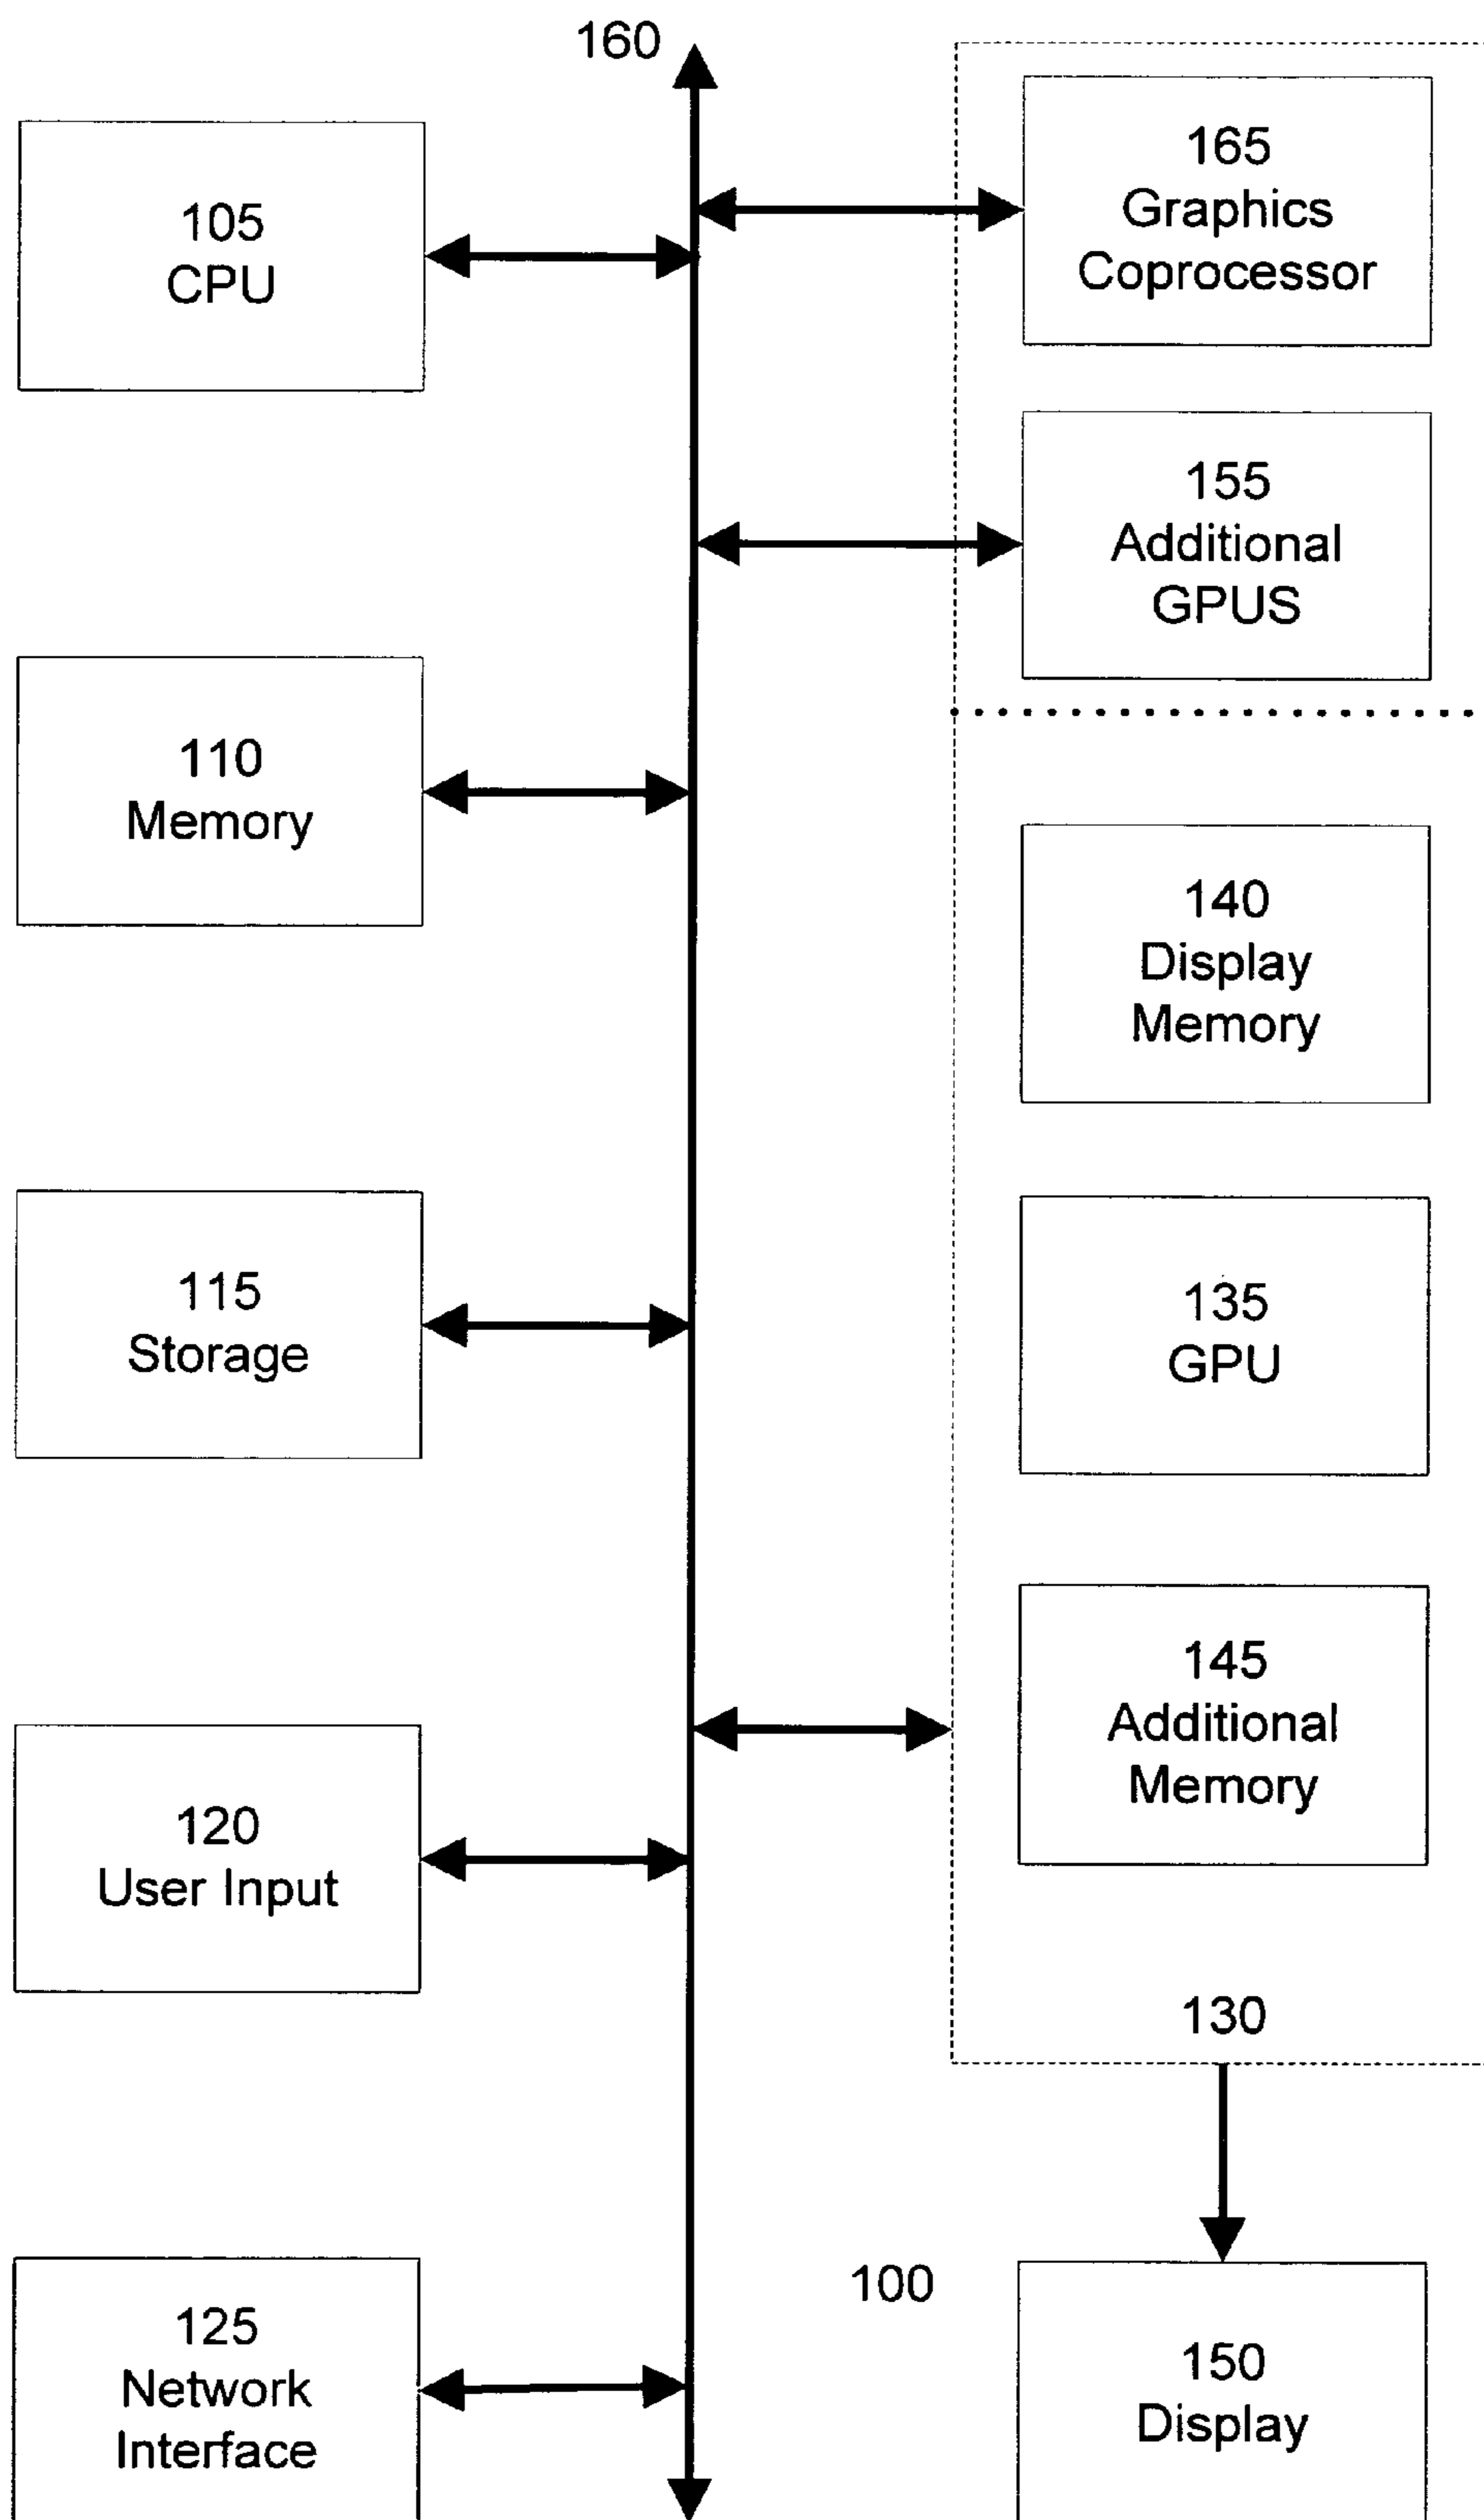 160
105
CPU
165
Graphics
Coprocessor
155
Additional
GPUS
110
Memory
140
Display
Memory
115
Storage
135
GPU
145
Additional
Memory
120
User Input
130
100
125
Network
Interface
150
Display